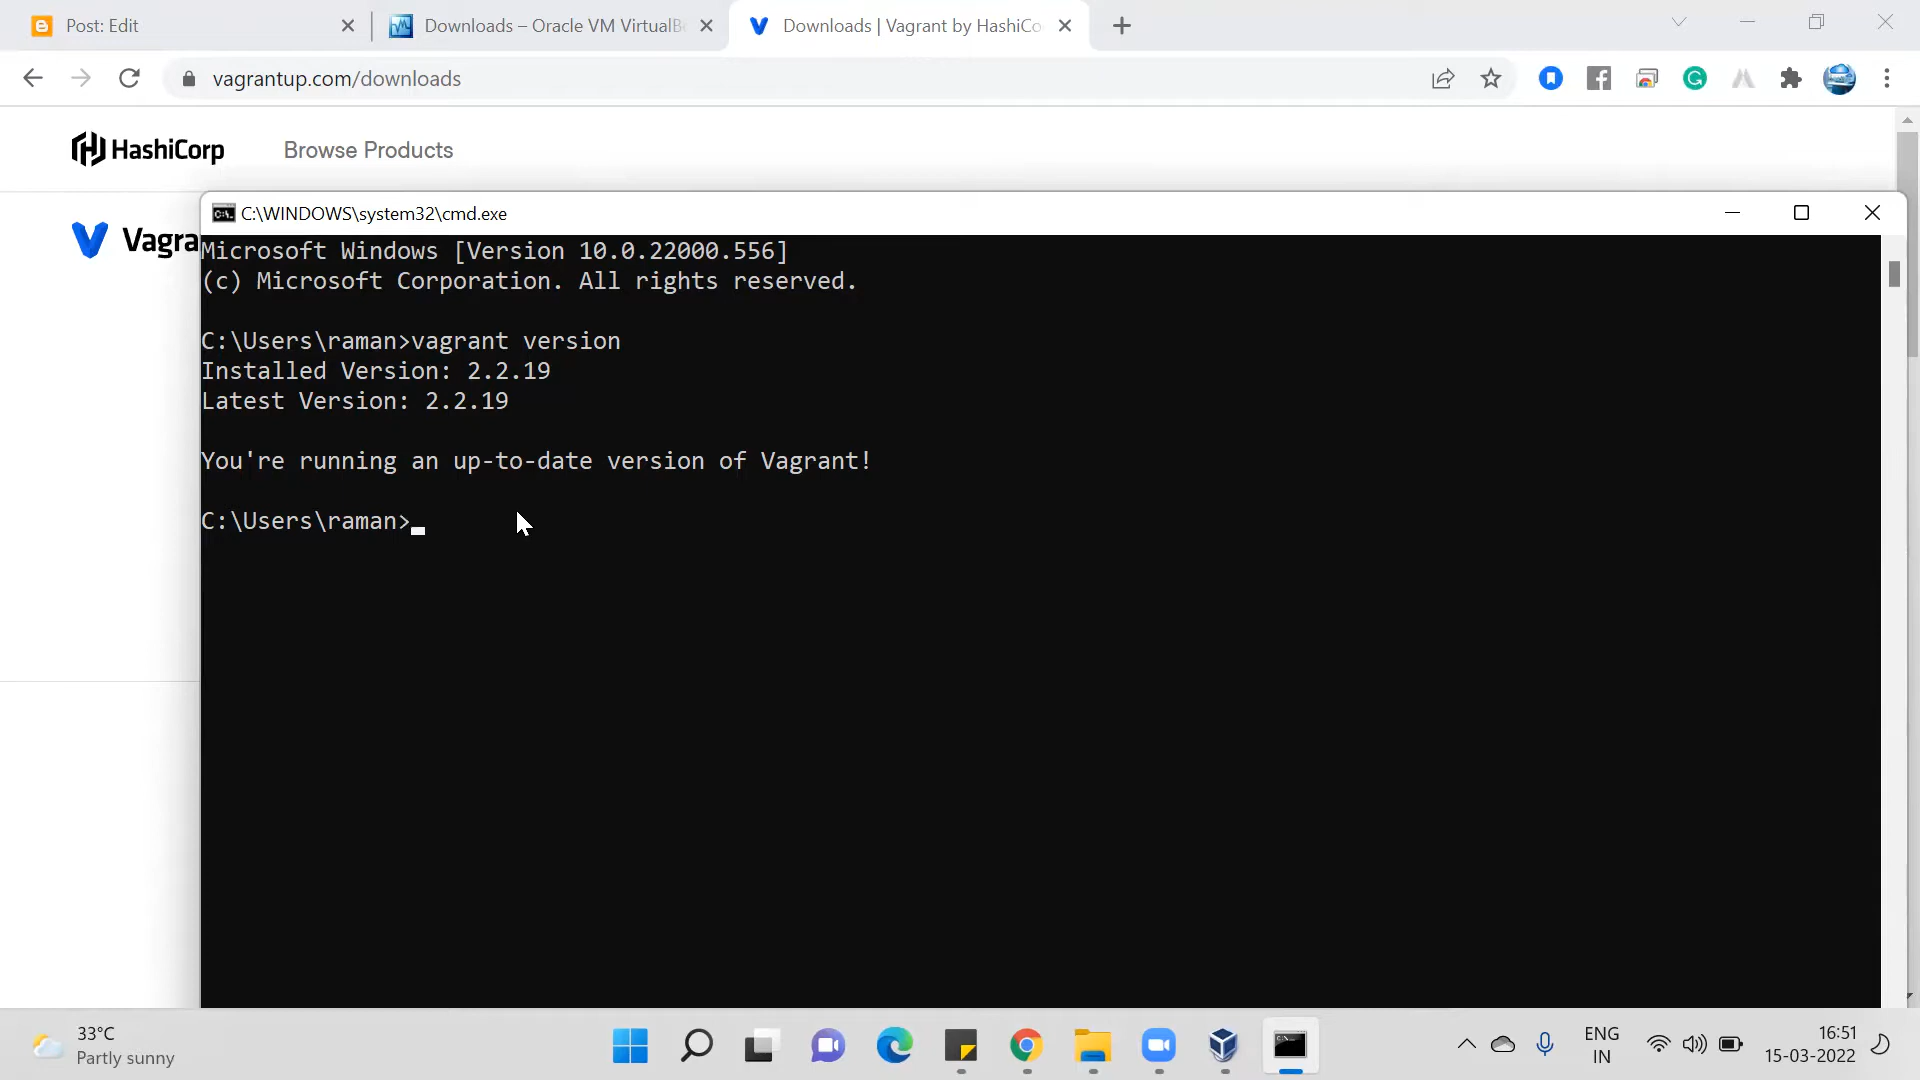 Post: Edit
Downloads – Oracle VM VirtualB
Downloads | Vagrant by HashiCo
vagrantup.com/downloads
HashiCorp
Browse Products
Vagra
C:\WINDOWS\system32\cmd.exe
Microsoft Windows [Version 10.0.22000.556]
(c) Microsoft Corporation. All rights reserved.
C:\Users\raman>vagrant version
Installed Version: 2.2.19
Latest Version: 2.2.19
You're running an up-to-date version of Vagrant!
C:\Users\raman>
33°C
Partly sunny
ENG
IN
16:51
15-03-2022